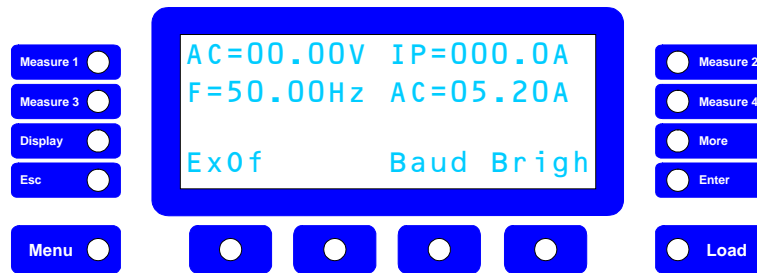 AC=00.00V IP=000.0A
F=50.00Hz AC=05.20A
ExOf Baud Brigh
Measure 1
Measure 3
Display
Esc
Menu
Measure 2
Measure 4
More
Enter
Load